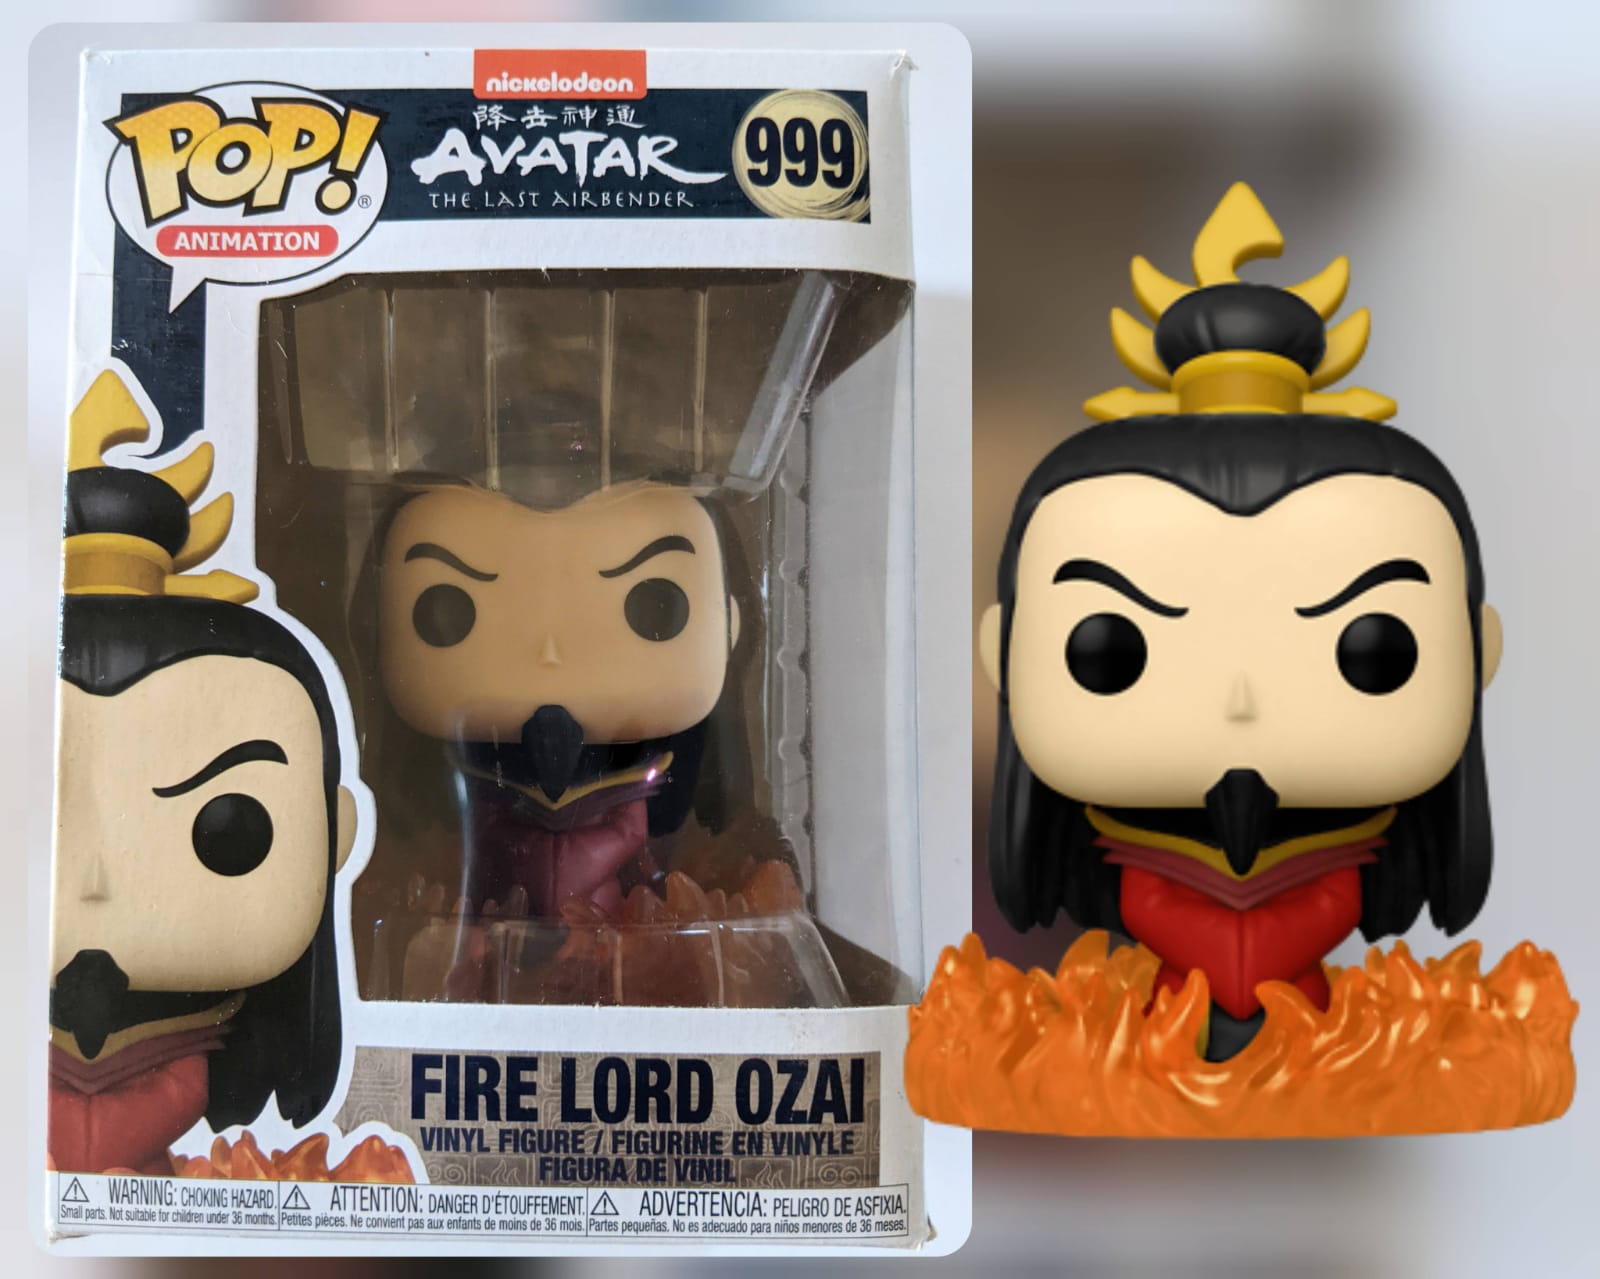 nickelodeon
POP!®
ANIMATION
降去神通
AVATAR
THE LAST AIRBENDER
999
FIRE LORD OZAI
VINYL FIGURE / FIGURINE EN VINYLE
FIGURA DE VINIL
WARNING: CHOKING HAZARD.
Small parts. Not suitable for children under 36 months.
ATTENTION: DANGER D'ÉTOUFFEMENT.
Petites pièces. Ne convient pas aux enfants de moins de 36 mois.
ADVERTENCIA: PELIGRO DE ASFIXIA.
Partes pequeñas. No es adecuado para niños menores de 36 meses.